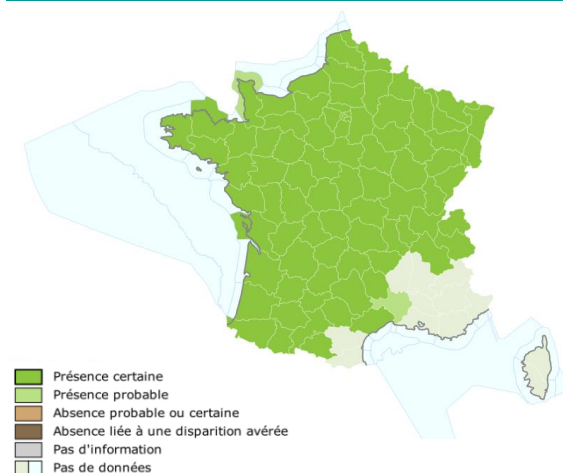 Présence certaine
Présence probable
Absence probable ou certaine
Absence liée à une disparition avérée
Pas d'information
Pas de données